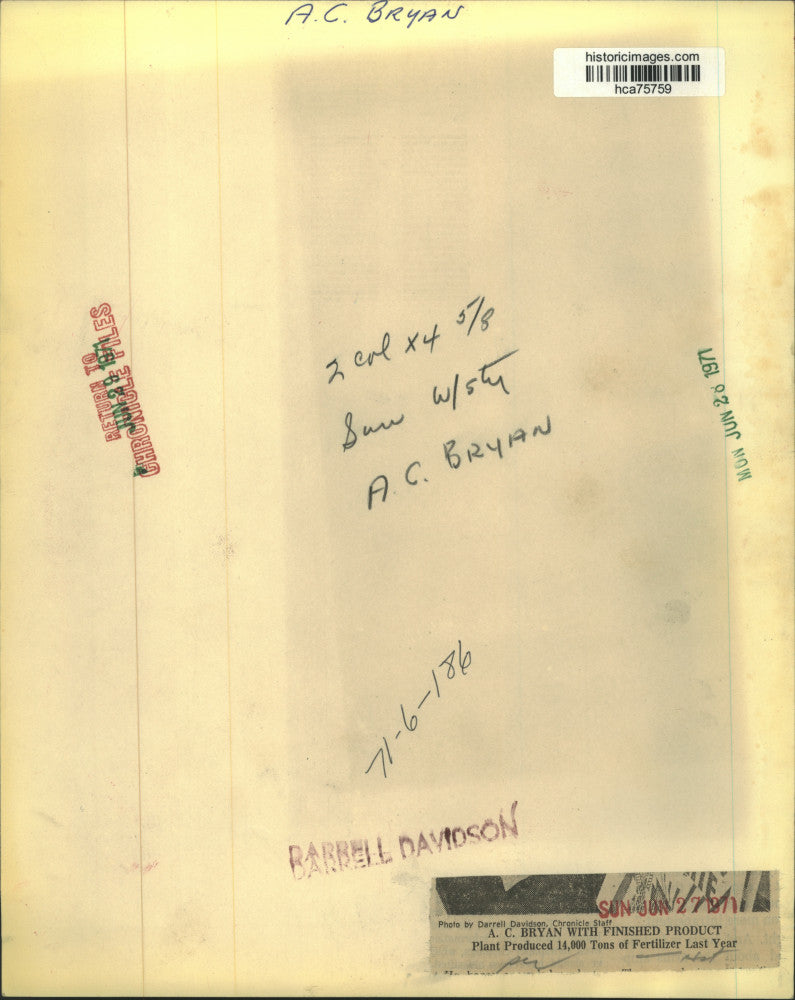 A.C. BRYAN
historicimages.com
hca75759
2 col x4 5/8
Sun w/sty
A.C. BRYAN
RETURN TO
CHRONICLE FILES
MON JUN 28 1971
71-6-186
DARRELL DAVIDSON
SUN JUN 27 1971
Photo by Darrell Davidson, Chronicle Staff
A. C. BRYAN WITH FINISHED PRODUCT
Plant Produced 14,000 Tons of Fertilizer Last Year